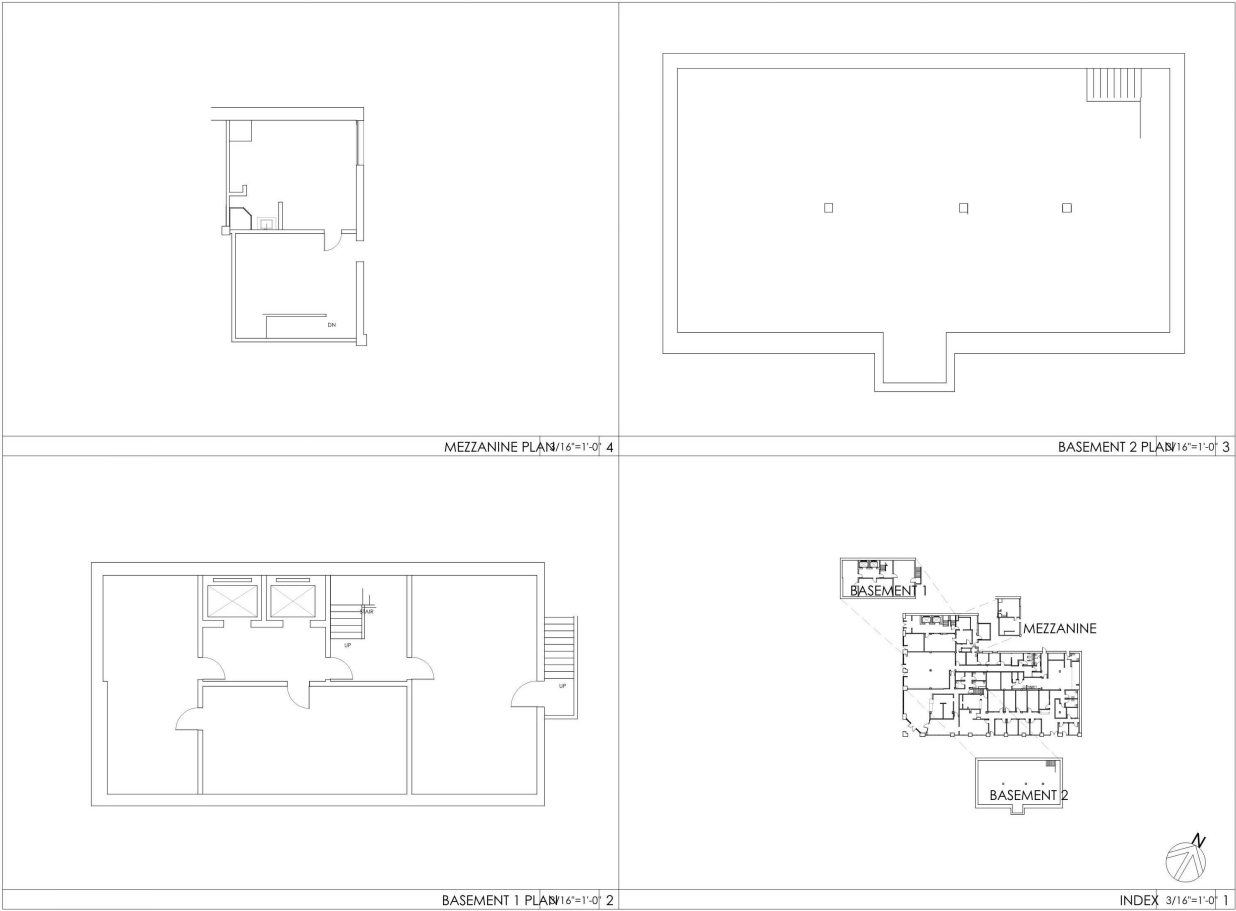 DN
MEZZANINE PLAN 3/16"=1'-0" 4
BASEMENT 2 PLAN 3/16"=1'-0" 3
STAIR
UP
UP
BASEMENT 1 PLAN 3/16"=1'-0" 2
BASEMENT 1
MEZZANINE
BASEMENT 2
N
INDEX 3/16"=1'-0" 1